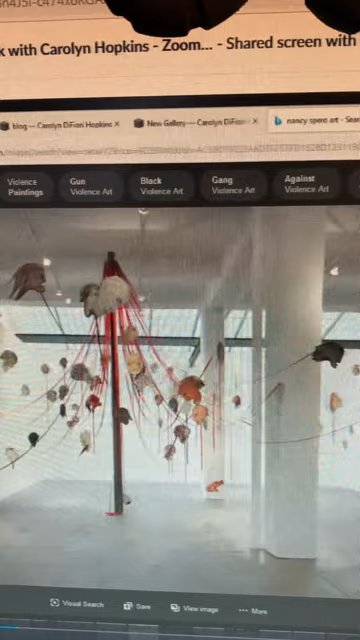 k with Carolyn Hopkins - Zoom... - Shared screen with
blog — Carolyn DiFiori Hopkins ×
New Gallery — Carolyn DiFiori ×
nancy spero art - Sear
Violence Paintings
Gun Violence Art
Black Violence Art
Gang Violence Art
Against Violence Art
Visual Search
Save
View image
More